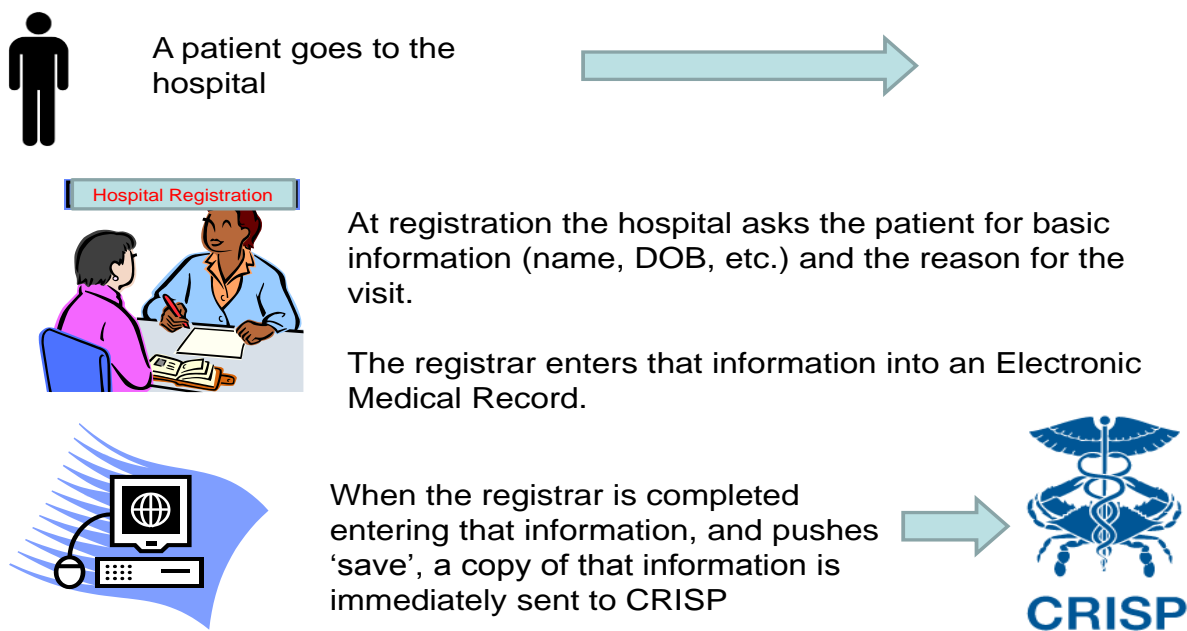 A patient goes to the
hospital
Hospital Registration
At registration the hospital asks the patient for basic
information (name, DOB, etc.) and the reason for the
visit.
The registrar enters that information into an Electronic
Medical Record.
When the registrar is completed
entering that information, and pushes
‘save’, a copy of that information is
immediately sent to CRISP
CRISP